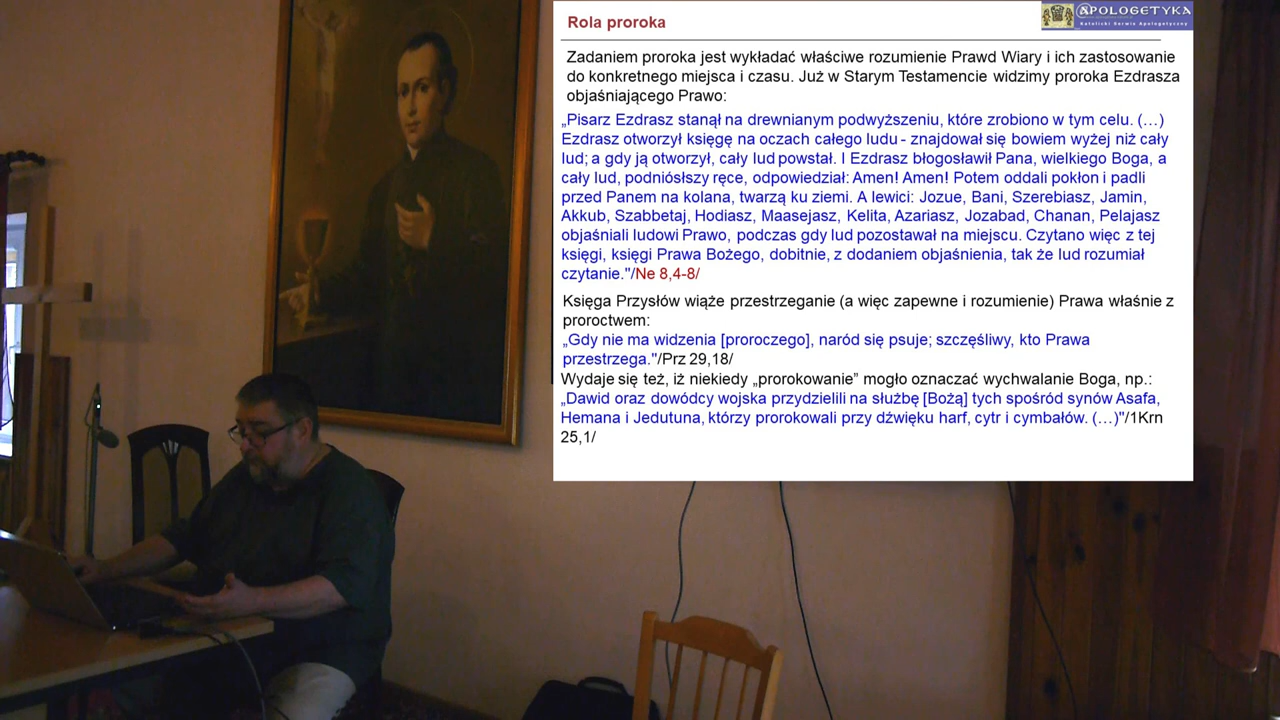 Rola proroka
APOLOGETYKA
Katolicki Serwis Apologetyczny
Zadaniem proroka jest wykładać właściwe rozumienie Prawd Wiary i ich zastosowanie
do konkretnego miejsca i czasu. Już w Starym Testamencie widzimy proroka Ezdrasza
objaśniającego Prawo:
„Pisarz Ezdrasz stanął na drewnianym podwyższeniu, które zrobiono w tym celu. (…)
Ezdrasz otworzył księgę na oczach całego ludu - znajdował się bowiem wyżej niż cały
lud; a gdy ją otworzył, cały lud powstał. I Ezdrasz błogosławił Pana, wielkiego Boga, a
cały lud, podniósłszy ręce, odpowiedział: Amen! Amen! Potem oddali pokłon i padli
przed Panem na kolana, twarzą ku ziemi. A lewici: Jozue, Bani, Szerebiasz, Jamin,
Akkub, Szabbetaj, Hodiasz, Maasejasz, Kelita, Azariasz, Jozabad, Chanan, Pelajasz
objaśniali ludowi Prawo, podczas gdy lud pozostawał na miejscu. Czytano więc z tej
księgi, księgi Prawa Bożego, dobitnie, z dodaniem objaśnienia, tak że lud rozumiał
czytanie."/Ne 8,4-8/
Księga Przysłów wiąże przestrzeganie (a więc zapewne i rozumienie) Prawa właśnie z
proroctwem:
„Gdy nie ma widzenia [proroczego], naród się psuje; szczęśliwy, kto Prawa
przestrzega."/Prz 29,18/
Wydaje się też, iż niekiedy „prorokowanie” mogło oznaczać wychwalanie Boga, np.:
„Dawid oraz dowódcy wojska przydzielili na służbę [Bożą] tych spośród synów Asafa,
Hemana i Jedutuna, którzy prorokowali przy dźwięku harf, cytr i cymbałów. (…)"/1Krn
25,1/